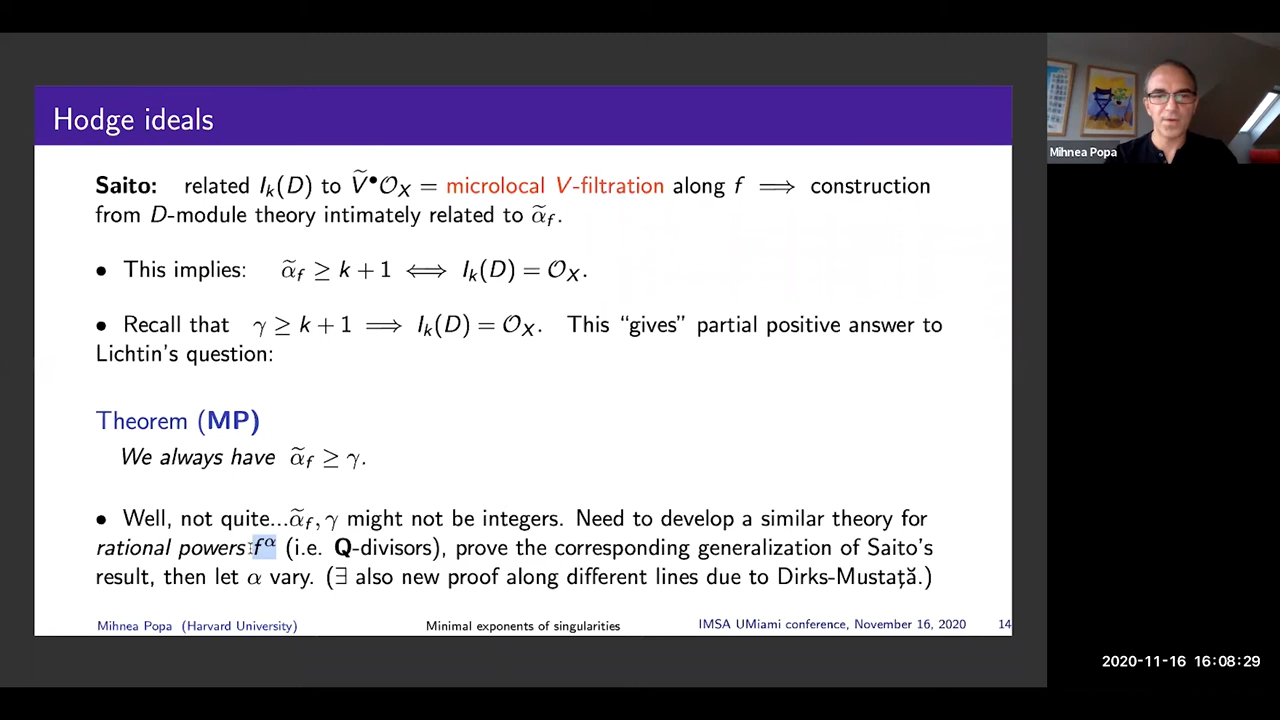 Hodge ideals
Saito: related I_k(D) to Ṽ^•O_X = microlocal V-filtration along f ⟹ construction
from D-module theory intimately related to α̃_f.
• This implies: α̃_f ≥ k + 1 ⟺ I_k(D) = O_X.
• Recall that γ ≥ k + 1 ⟹ I_k(D) = O_X. This “gives” partial positive answer to
Lichtin's question:
Theorem (MP)
We always have α̃_f ≥ γ.
• Well, not quite...α̃_f, γ might not be integers. Need to develop a similar theory for
rational powers f^α (i.e. Q-divisors), prove the corresponding generalization of Saito's
result, then let α vary. (∃ also new proof along different lines due to Dirks-Mustaţă.)
Mihnea Popa (Harvard University) Minimal exponents of singularities IMSA UMiami conference, November 16, 2020 14
Mihnea Popa
2020-11-16 16:08:29